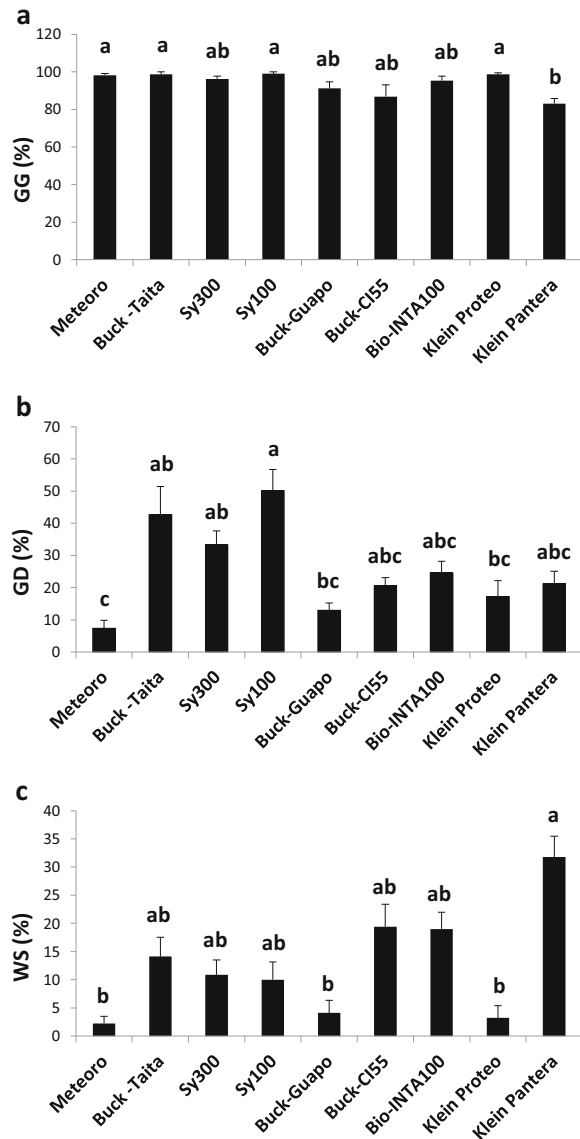 a
120
100
80
60
40
20
0
GG (%)
a a ab a ab ab ab a b
Meteoro
Buck -Taita
Sy300
Sy100
Buck-Guapo
Buck-Cl55
Bio-INTA100
Klein Proteo
Klein Pantera
b
70
60
50
40
30
20
10
0
GD (%)
c ab ab a bc abc abc bc abc
Meteoro
Buck -Taita
Sy300
Sy100
Buck-Guapo
Buck-Cl55
Bio-INTA100
Klein Proteo
Klein Pantera
c
40
35
30
25
20
15
10
5
0
WS (%)
b ab ab ab b ab ab b a
Meteoro
Buck -Taita
Sy300
Sy100
Buck-Guapo
Buck-Cl55
Bio-INTA100
Klein Proteo
Klein Pantera